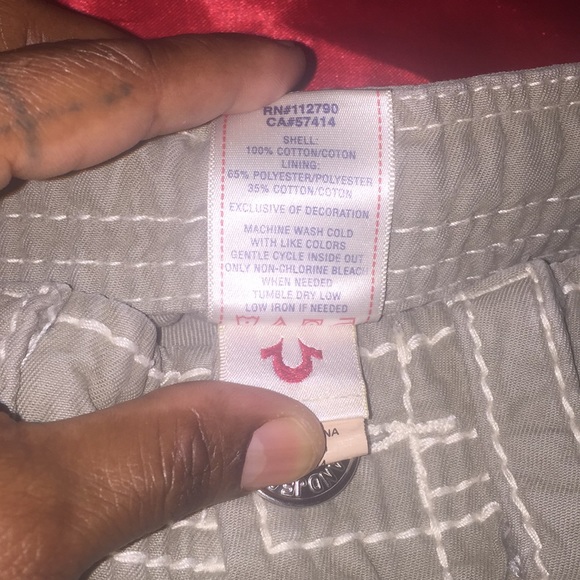 RN#112790
CA#57414
SHELL:
100% COTTON/COTON
LINING:
65% POLYESTER/POLYESTER
35% COTTON/COTON
EXCLUSIVE OF DECORATION
MACHINE WASH COLD
WITH LIKE COLORS
GENTLE CYCLE INSIDE OUT
ONLY NON-CHLORINE BLEACH
WHEN NEEDED
TUMBLE DRY LOW
LOW IRON IF NEEDED